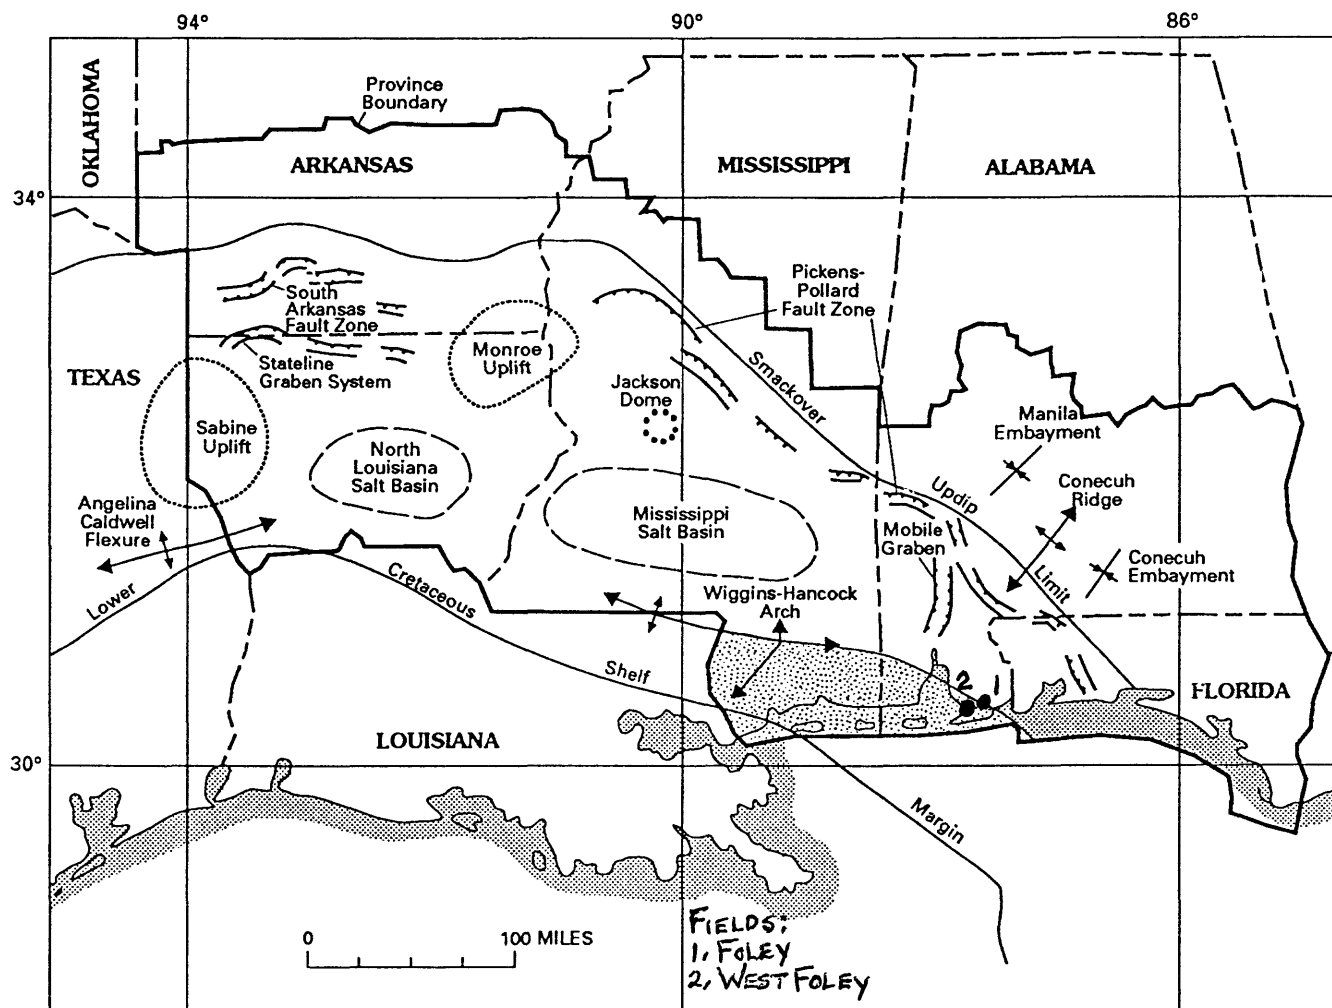 94°
90°
86°
Province
Boundary
OKLAHOMA
ARKANSAS
MISSISSIPPI
ALABAMA
34°
Pickens-
Pollard
Fault Zone
South
Arkansas
Fault Zone
Monroe
Uplift
Stateline
Graben System
TEXAS
Jackson
Dome
Smackover
Manila
Embayment
Sabine
Uplift
North
Louisiana
Salt Basin
Conecuh
Ridge
Updip
Angelina
Caldwell
Flexure
Mississippi
Salt Basin
Mobile
Graben
Conecuh
Embayment
Limit
Lower
Cretaceous
Wiggins-Hancock
Arch
Shelf
2
1
FLORIDA
LOUISIANA
30°
Margin
0
100 MILES
FIELDS:
1, FOLEY
2, WEST FOLEY